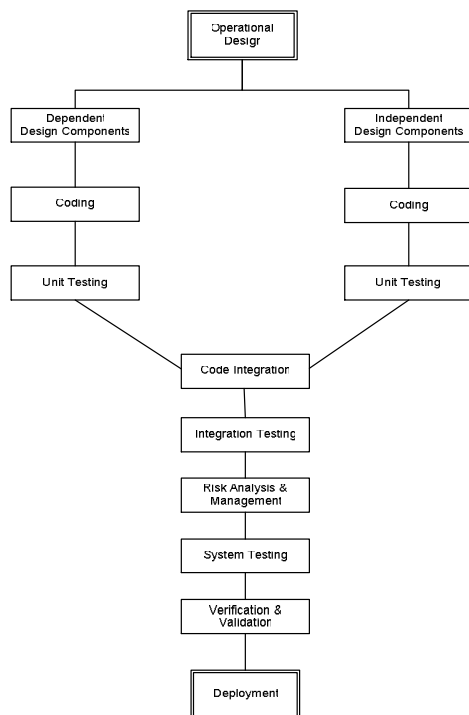 Operational
Design
Dependent
Design Components
Independent
Design Components
Coding
Coding
Unit Testing
Unit Testing
Code Integration
Integration Testing
Risk Analysis &
Management
System Testing
Verification &
Validation
Deployment